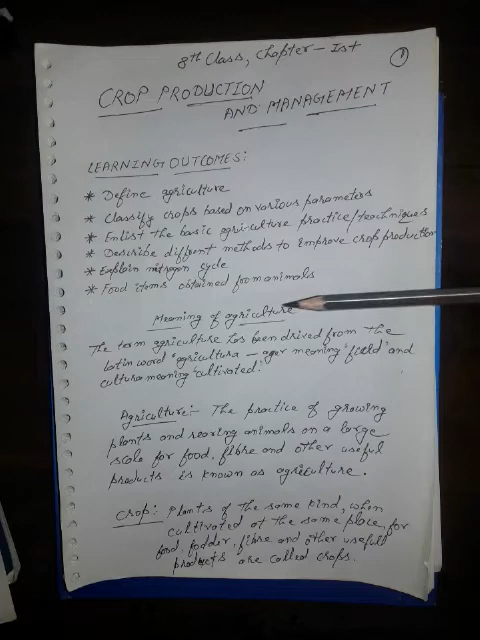 8th Class, Chapter - Ist
1
CROP PRODUCTION
AND MANAGEMENT
LEARNING OUTCOMES:
* Define agriculture
* Classify crops based on various parameters
* Enlist the basic agriculture practice/teachniques
* Describe diffrent methods to improve crop production
* Explain nitrogen cycle
* Food items obtained from animals
Meaning of agriculture
The term agriculture has been drived from the
latin word 'agricultura - ager meaning 'field' and
cultura meaning 'cultivated'.
Agriculture:- The practice of growing
plants and rearing animals on a large
scale for food, fibre and other useful
products is known as agriculture.
Crop: Plants of the same kind, when
cultivated at the same place, for
food, fodder, fibre and other usefull
products are called crops.